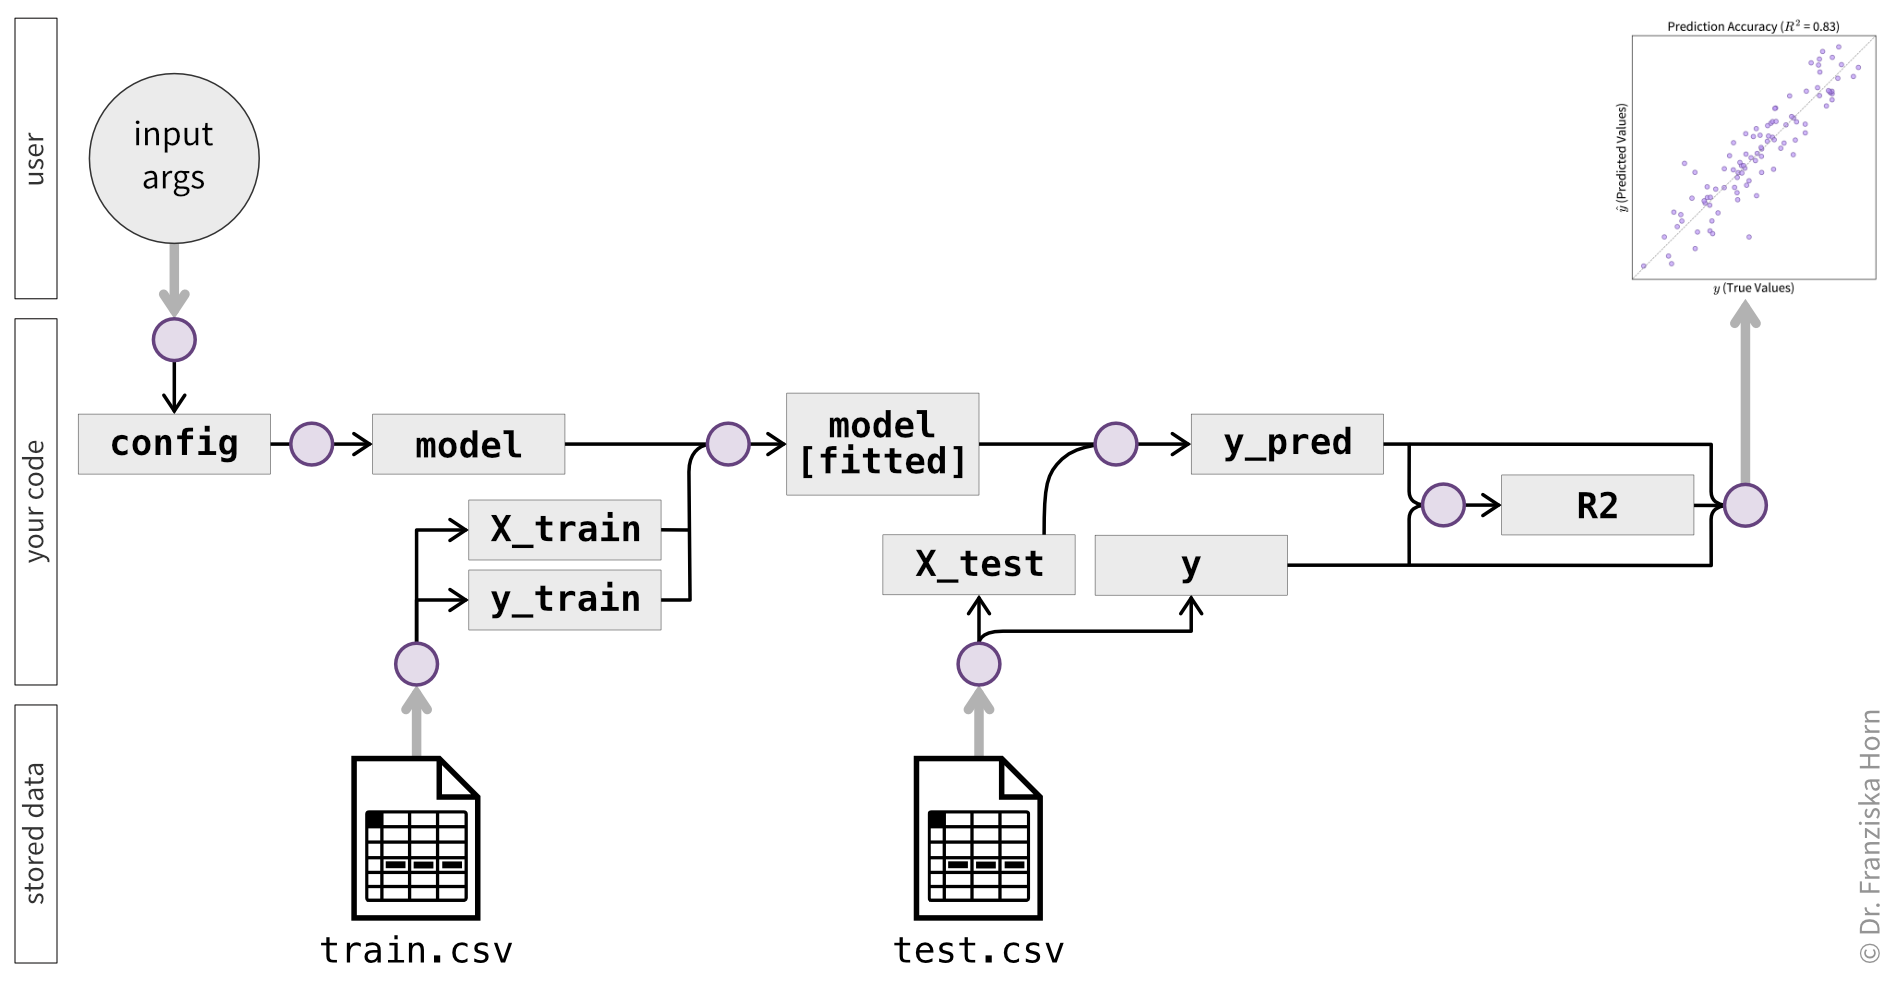 user
input
args
Prediction Accuracy (R² = 0.83)
ŷ (Predicted Values)
y (True Values)
your code
config
model
model
[fitted]
y_pred
X_train
y_train
X_test
y
R2
stored data
train.csv
test.csv
© Dr. Franziska Horn